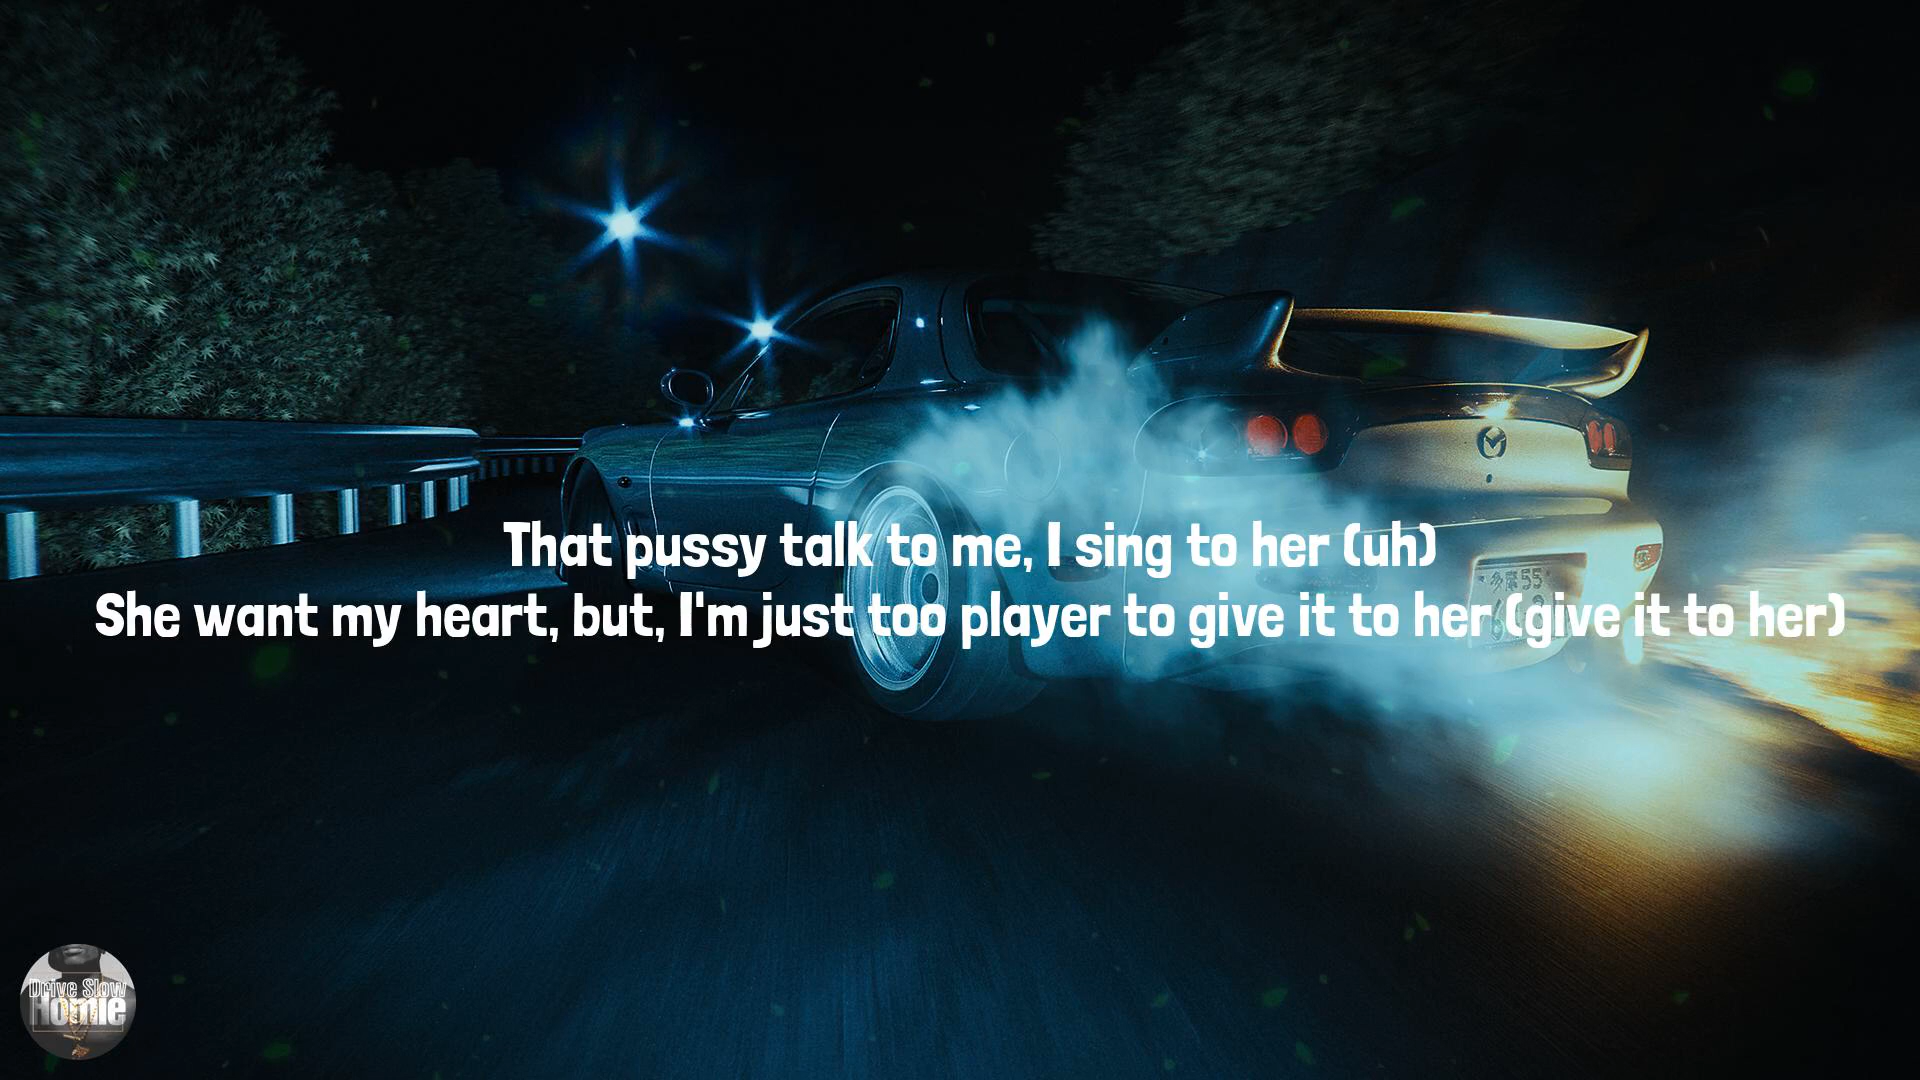 That pussy talk to me, I sing to her (uh)
She want my heart, but, I'm just too player to give it to her (give it to her)
55
Drive Slow
Homie